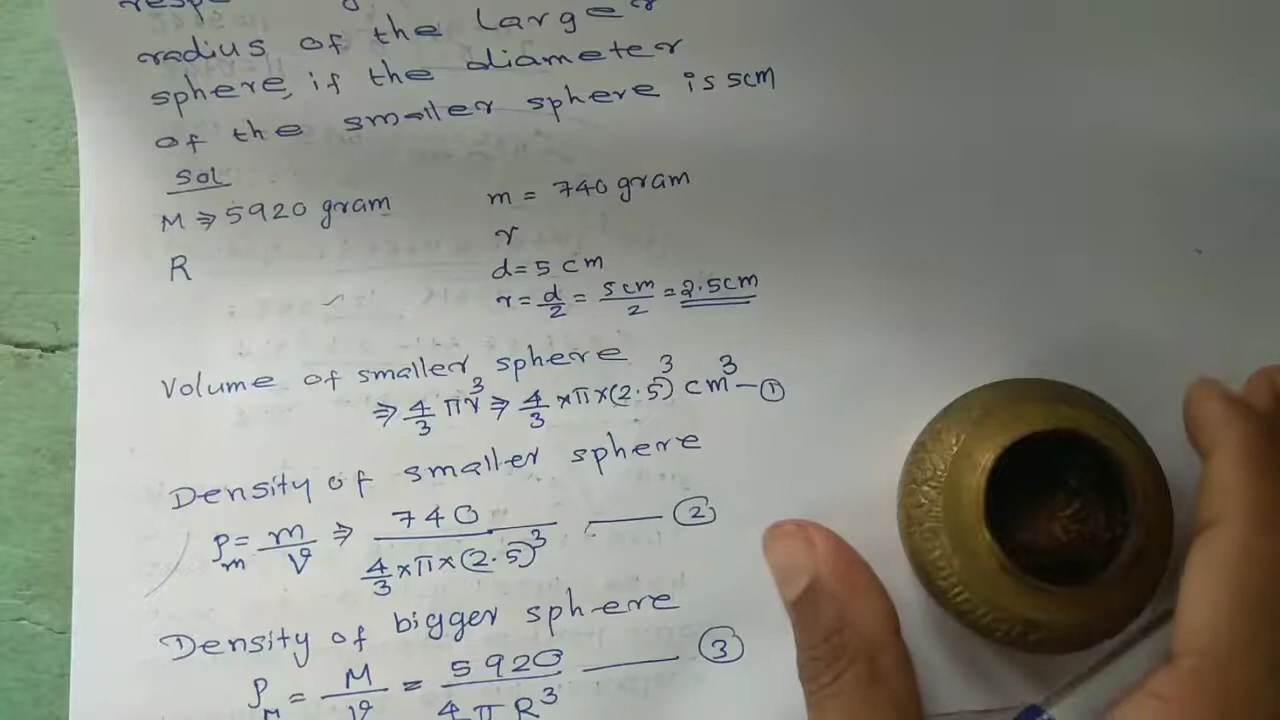 radius of the larger
sphere, if the diameter
of the smaller sphere is 5cm
Sol
M ⇒ 5920 gram m = 740 gram
r
R d = 5 cm
r = d/2 = 5cm/2 = 2.5cm
Volume of smaller sphere
⇒ 4/3 πr³ ⇒ 4/3 × π × (2.5)³ cm³ — ①
Density of smaller sphere
ρm = m/v ⇒ 740 / 4/3 × π × (2.5)³ — ②
Density of bigger sphere
ρM = M/v = 5920 / 4 π R³ — ③